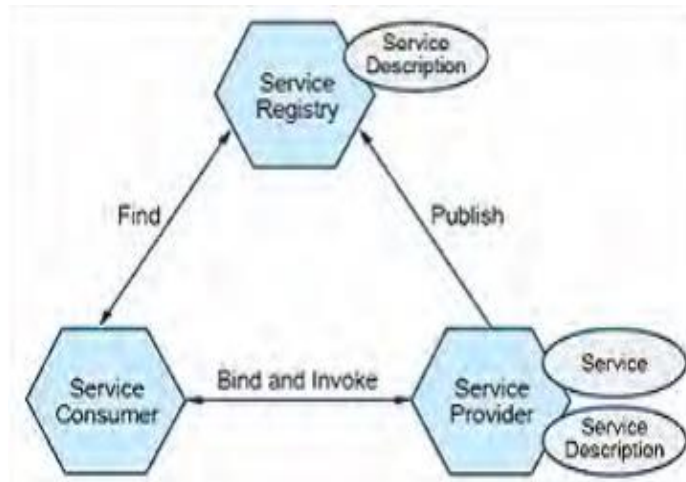 Service
Description
Service
Registry
Find
Publish
Service
Consumer
Bind and Invoke
Service
Provider
Service
Service
Description